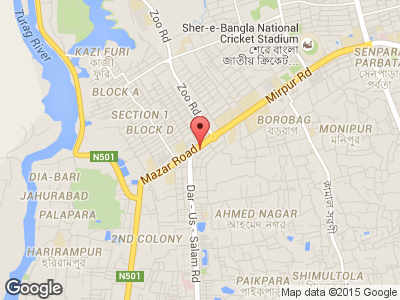 Turag River
Zoo Rd
Sher-e-Bangla National
Cricket Stadium
শেরে বাংলা
জাতীয় ক্রিকেট...
KAZI FURI
কাজী
ফুরি
SENPARA
PARBATA
সেনপাড়া
পর্বতা
BLOCK A
Zoo Rd
Mirpur Rd
SECTION 1
BLOCK D
BOROBAG
বড়বাগ
MONIPUR
মনিপুর
Mazar Road
N501
DIA-BARI
JAHURABAD
PALAPARA
Dar - Us - Salam Rd
কামাল সরণী
AHMED NAGAR
আহমেদ নগর
2ND COLONY
HARIRAMPUR
হরিরামপুর
N501
PAIKPARA
পাইকপাড়া
SHIMULTOLA
Google
Map data ©2015 Google